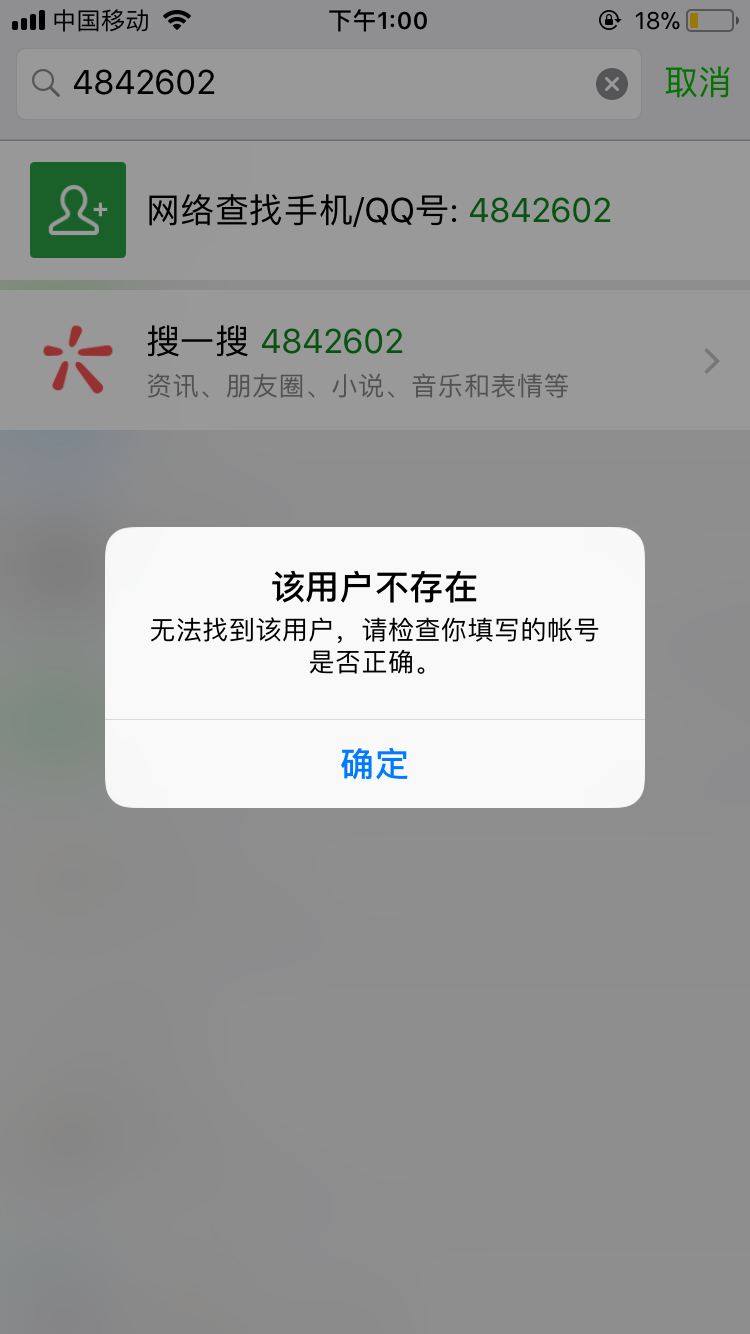 中国移动 下午1:00 18%
4842602 取消
网络查找手机/QQ号: 4842602
搜一搜 4842602
资讯、朋友圈、小说、音乐和表情等
该用户不存在
无法找到该用户，请检查你填写的帐号
是否正确。
确定